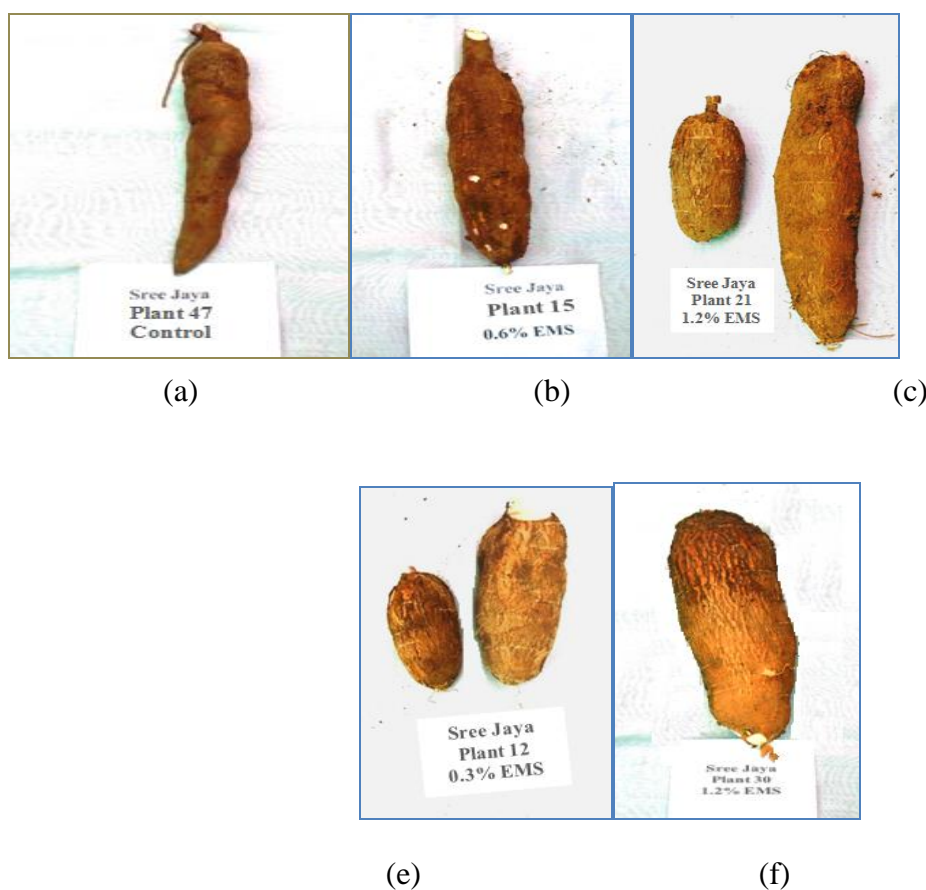 Sree Jaya
Plant 47
Control
Sree Jaya
Plant 15
0.6% EMS
Sree Jaya
Plant 21
1.2% EMS
(a)
(b)
(c)
Sree Jaya
Plant 12
0.3% EMS
Sree Jaya
Plant 30
1.2% EMS
(e)
(f)